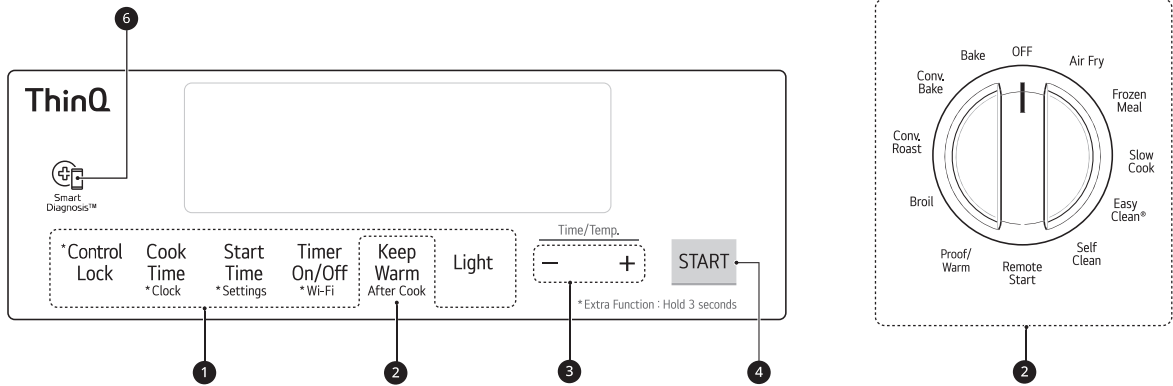 6
ThinQ
Smart
Diagnosis™
*Control
Lock
Cook
Time
*Clock
Start
Time
*Settings
Timer
On/Off
*Wi-Fi
Keep
Warm
After Cook
Light
Time/Temp.
− +
START
*Extra Function : Hold 3 seconds
1
2
3
4
OFF
Air Fry
Frozen
Meal
Slow
Cook
Easy
Clean®
Self
Clean
Remote
Start
Proof/
Warm
Broil
Conv.
Roast
Conv.
Bake
Bake
2